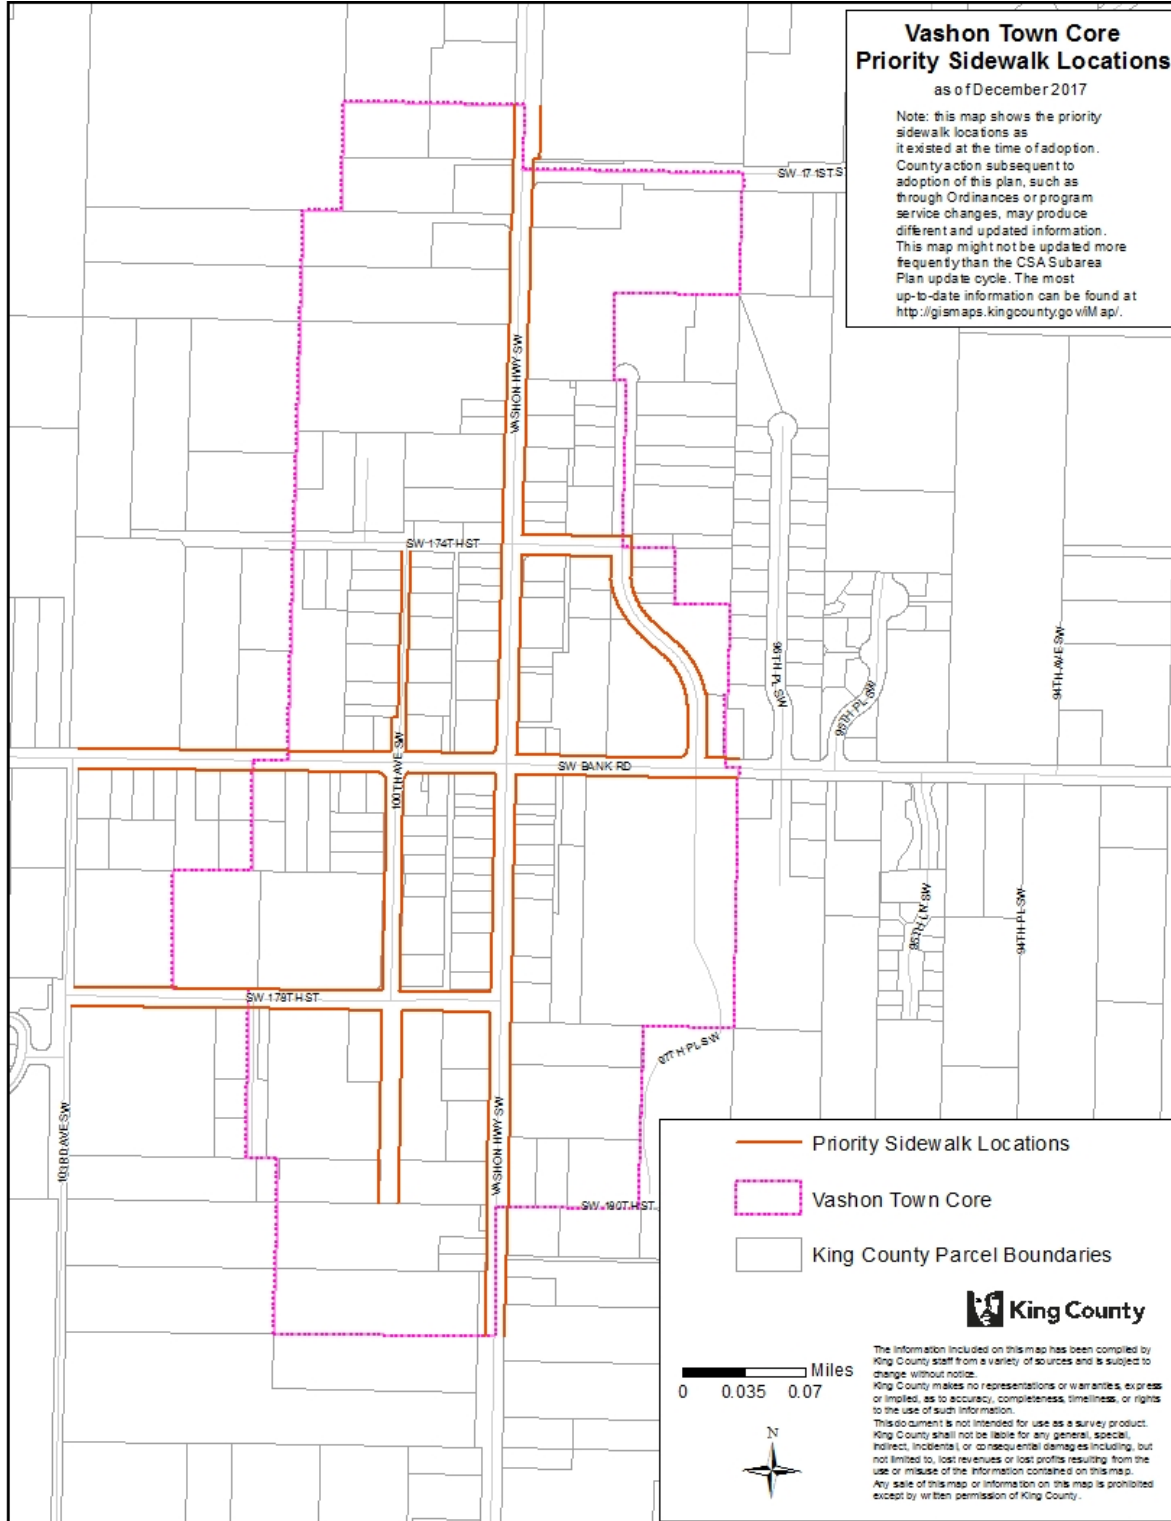 Vashon Town Core
Priority Sidewalk Locations
as of December 2017
Note: this map shows the priority
sidewalk locations as
it existed at the time of adoption.
County action subsequent to
adoption of this plan, such as
through Ordinances or program
service changes, may produce
different and updated information.
This map might not be updated more
frequently than the CSA Subarea
Plan update cycle. The most
up-to-date information can be found at
http://gismaps.kingcounty.gov/iMap/.
SW 171ST ST
VASHON HWY SW
SW 174TH ST
96TH PL SW
95TH PL SW
94TH AVE SW
100TH AVE SW
SW BANK RD
95TH LN SW
94TH PL SW
SW 178TH ST
97TH PL SW
103RD AVE SW
VASHON HWY SW
SW 180TH ST
Priority Sidewalk Locations
Vashon Town Core
King County Parcel Boundaries
King County
Miles
0 0.035 0.07
N
The information included on this map has been compiled by
King County staff from a variety of sources and is subject to
change without notice.
King County makes no representations or warranties, express
or implied, as to accuracy, completeness, timeliness, or rights
to the use of such information.
This document is not intended for use as a survey product.
King County shall not be liable for any general, special,
indirect, incidental, or consequential damages including, but
not limited to, lost revenues or lost profits resulting from the
use or misuse of the information contained on this map.
Any sale of this map or information on this map is prohibited
except by written permission of King County.